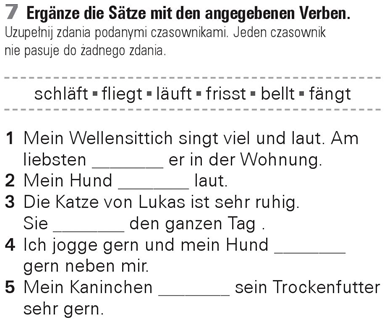 7 Ergänze die Sätze mit den angegebenen Verben.
Uzupełnij zdania podanymi czasownikami. Jeden czasownik
nie pasuje do żadnego zdania.
schläft ▪ fliegt ▪ läuft ▪ frisst ▪ bellt ▪ fängt
1 Mein Wellensittich singt viel und laut. Am
liebsten ________ er in der Wohnung.
2 Mein Hund ________ laut.
3 Die Katze von Lukas ist sehr ruhig.
Sie ________ den ganzen Tag .
4 Ich jogge gern und mein Hund ________
gern neben mir.
5 Mein Kaninchen ________ sein Trockenfutter
sehr gern.